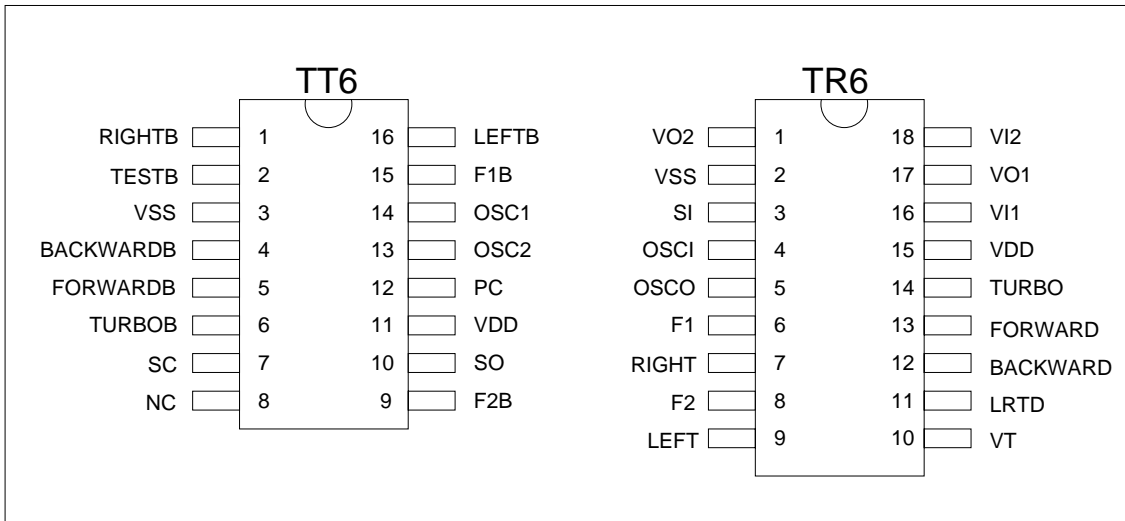 TT6
RIGHTB 1 16 LEFTB
TESTB 2 15 F1B
VSS 3 14 OSC1
BACKWARDB 4 13 OSC2
FORWARDB 5 12 PC
TURBOB 6 11 VDD
SC 7 10 SO
NC 8 9 F2B
TR6
VO2 1 18 VI2
VSS 2 17 VO1
SI 3 16 VI1
OSCI 4 15 VDD
OSCO 5 14 TURBO
F1 6 13 FORWARD
RIGHT 7 12 BACKWARD
F2 8 11 LRTD
LEFT 9 10 VT